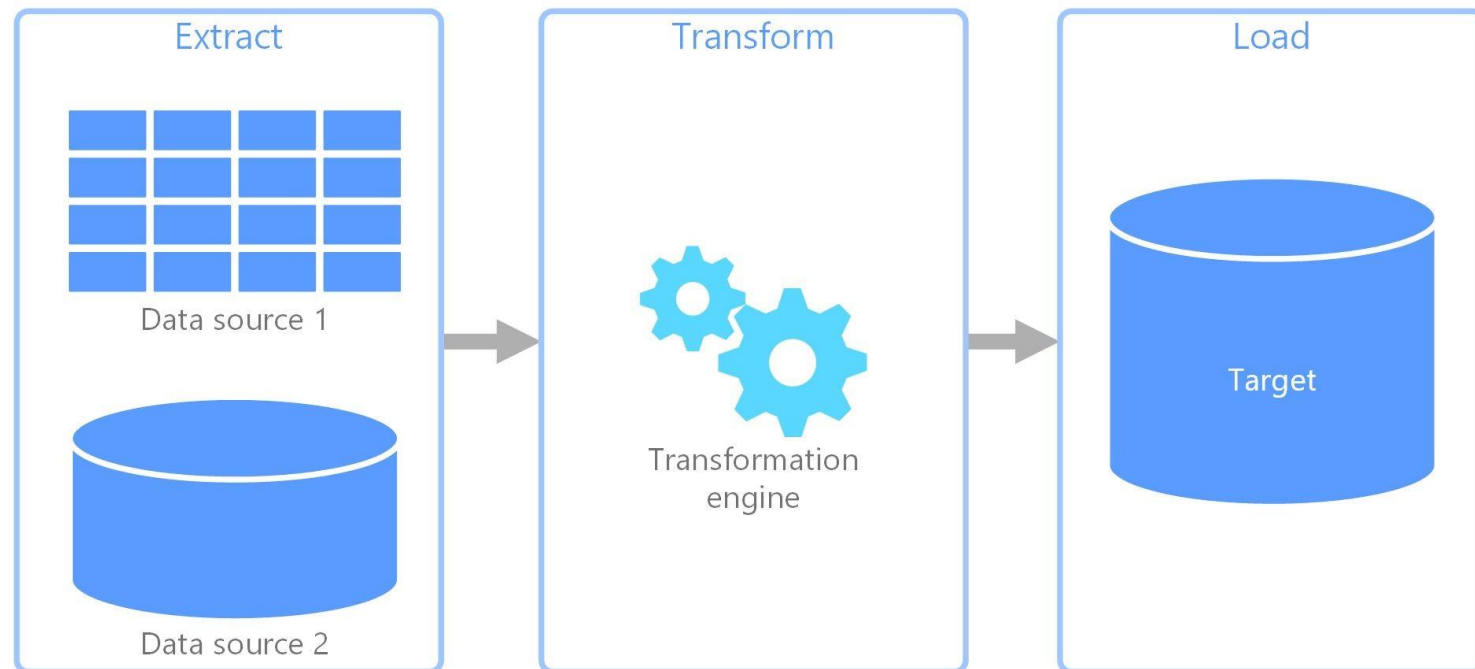 Extract
Data source 1
Data source 2
Transform
Transformation
engine
Load
Target